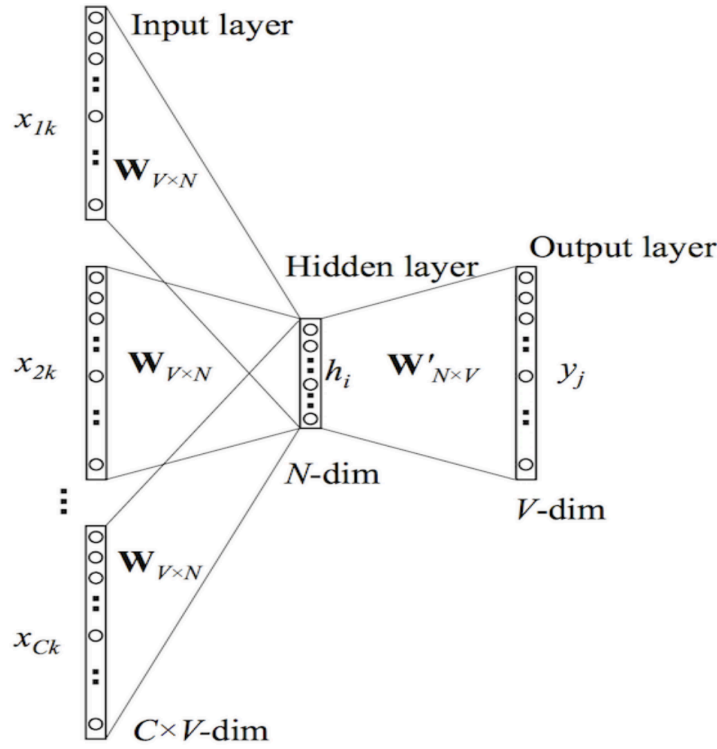 Input layer
x1k
WV×N
Output layer
Hidden layer
x2k
WV×N
hi
W'N×V
yj
N-dim
V-dim
WV×N
xCk
C×V-dim